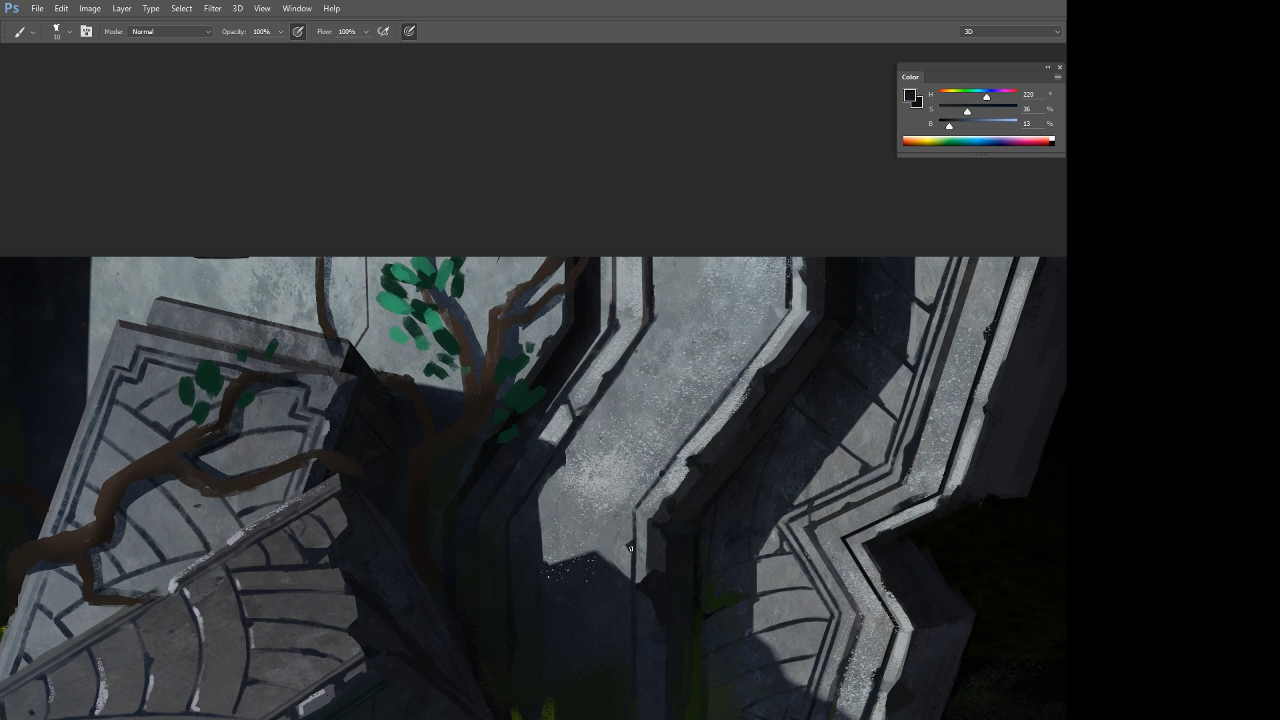 Ps File Edit Image Layer Type Select Filter 3D View Window Help
10 Mode: Normal Opacity: 100% Flow: 100% 3D
Color
H 220 °
S 36 %
B 13 %